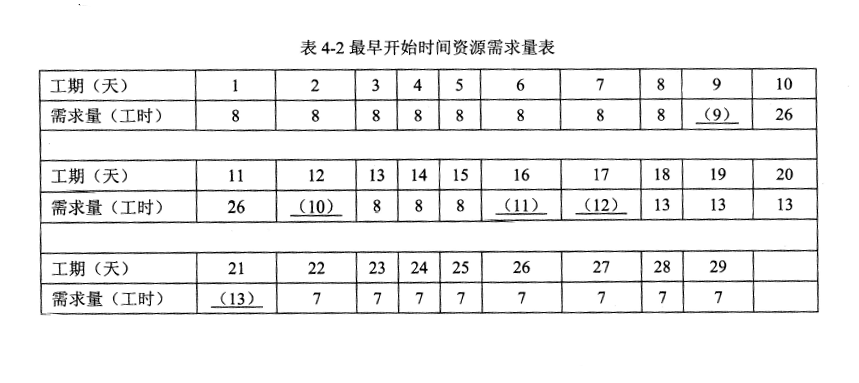 表 4-2 最早开始时间资源需求量表
工期（天） 1 2 3 4 5 6 7 8 9 10
需求量（工时） 8 8 8 8 8 8 8 8 （9） 26
工期（天） 11 12 13 14 15 16 17 18 19 20
需求量（工时） 26 （10） 8 8 8 （11） （12） 13 13 13
工期（天） 21 22 23 24 25 26 27 28 29
需求量（工时） （13） 7 7 7 7 7 7 7 7